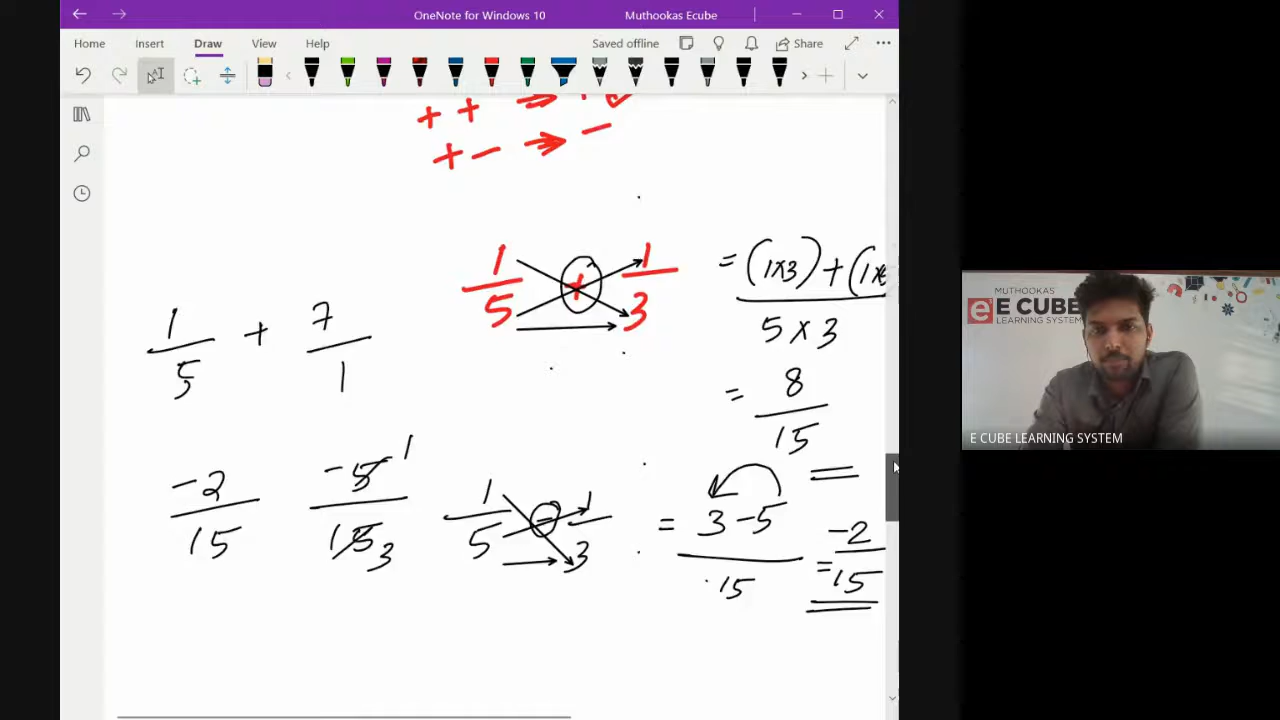 OneNote for Windows 10
Muthookas Ecube
Home Insert Draw View Help
Saved offline
Share
+ + →
+ - → -
1/5 + 1/3 = (1×3) + (1×
5 × 3
= 8/15
1/5 + 7/1
-2/15
-5/15 1 3
1/5 - 1/3 = 3-5/15 = -2/15
MUTHOOKAS
e E CUBE
LEARNING SYSTEM
E CUBE LEARNING SYSTEM